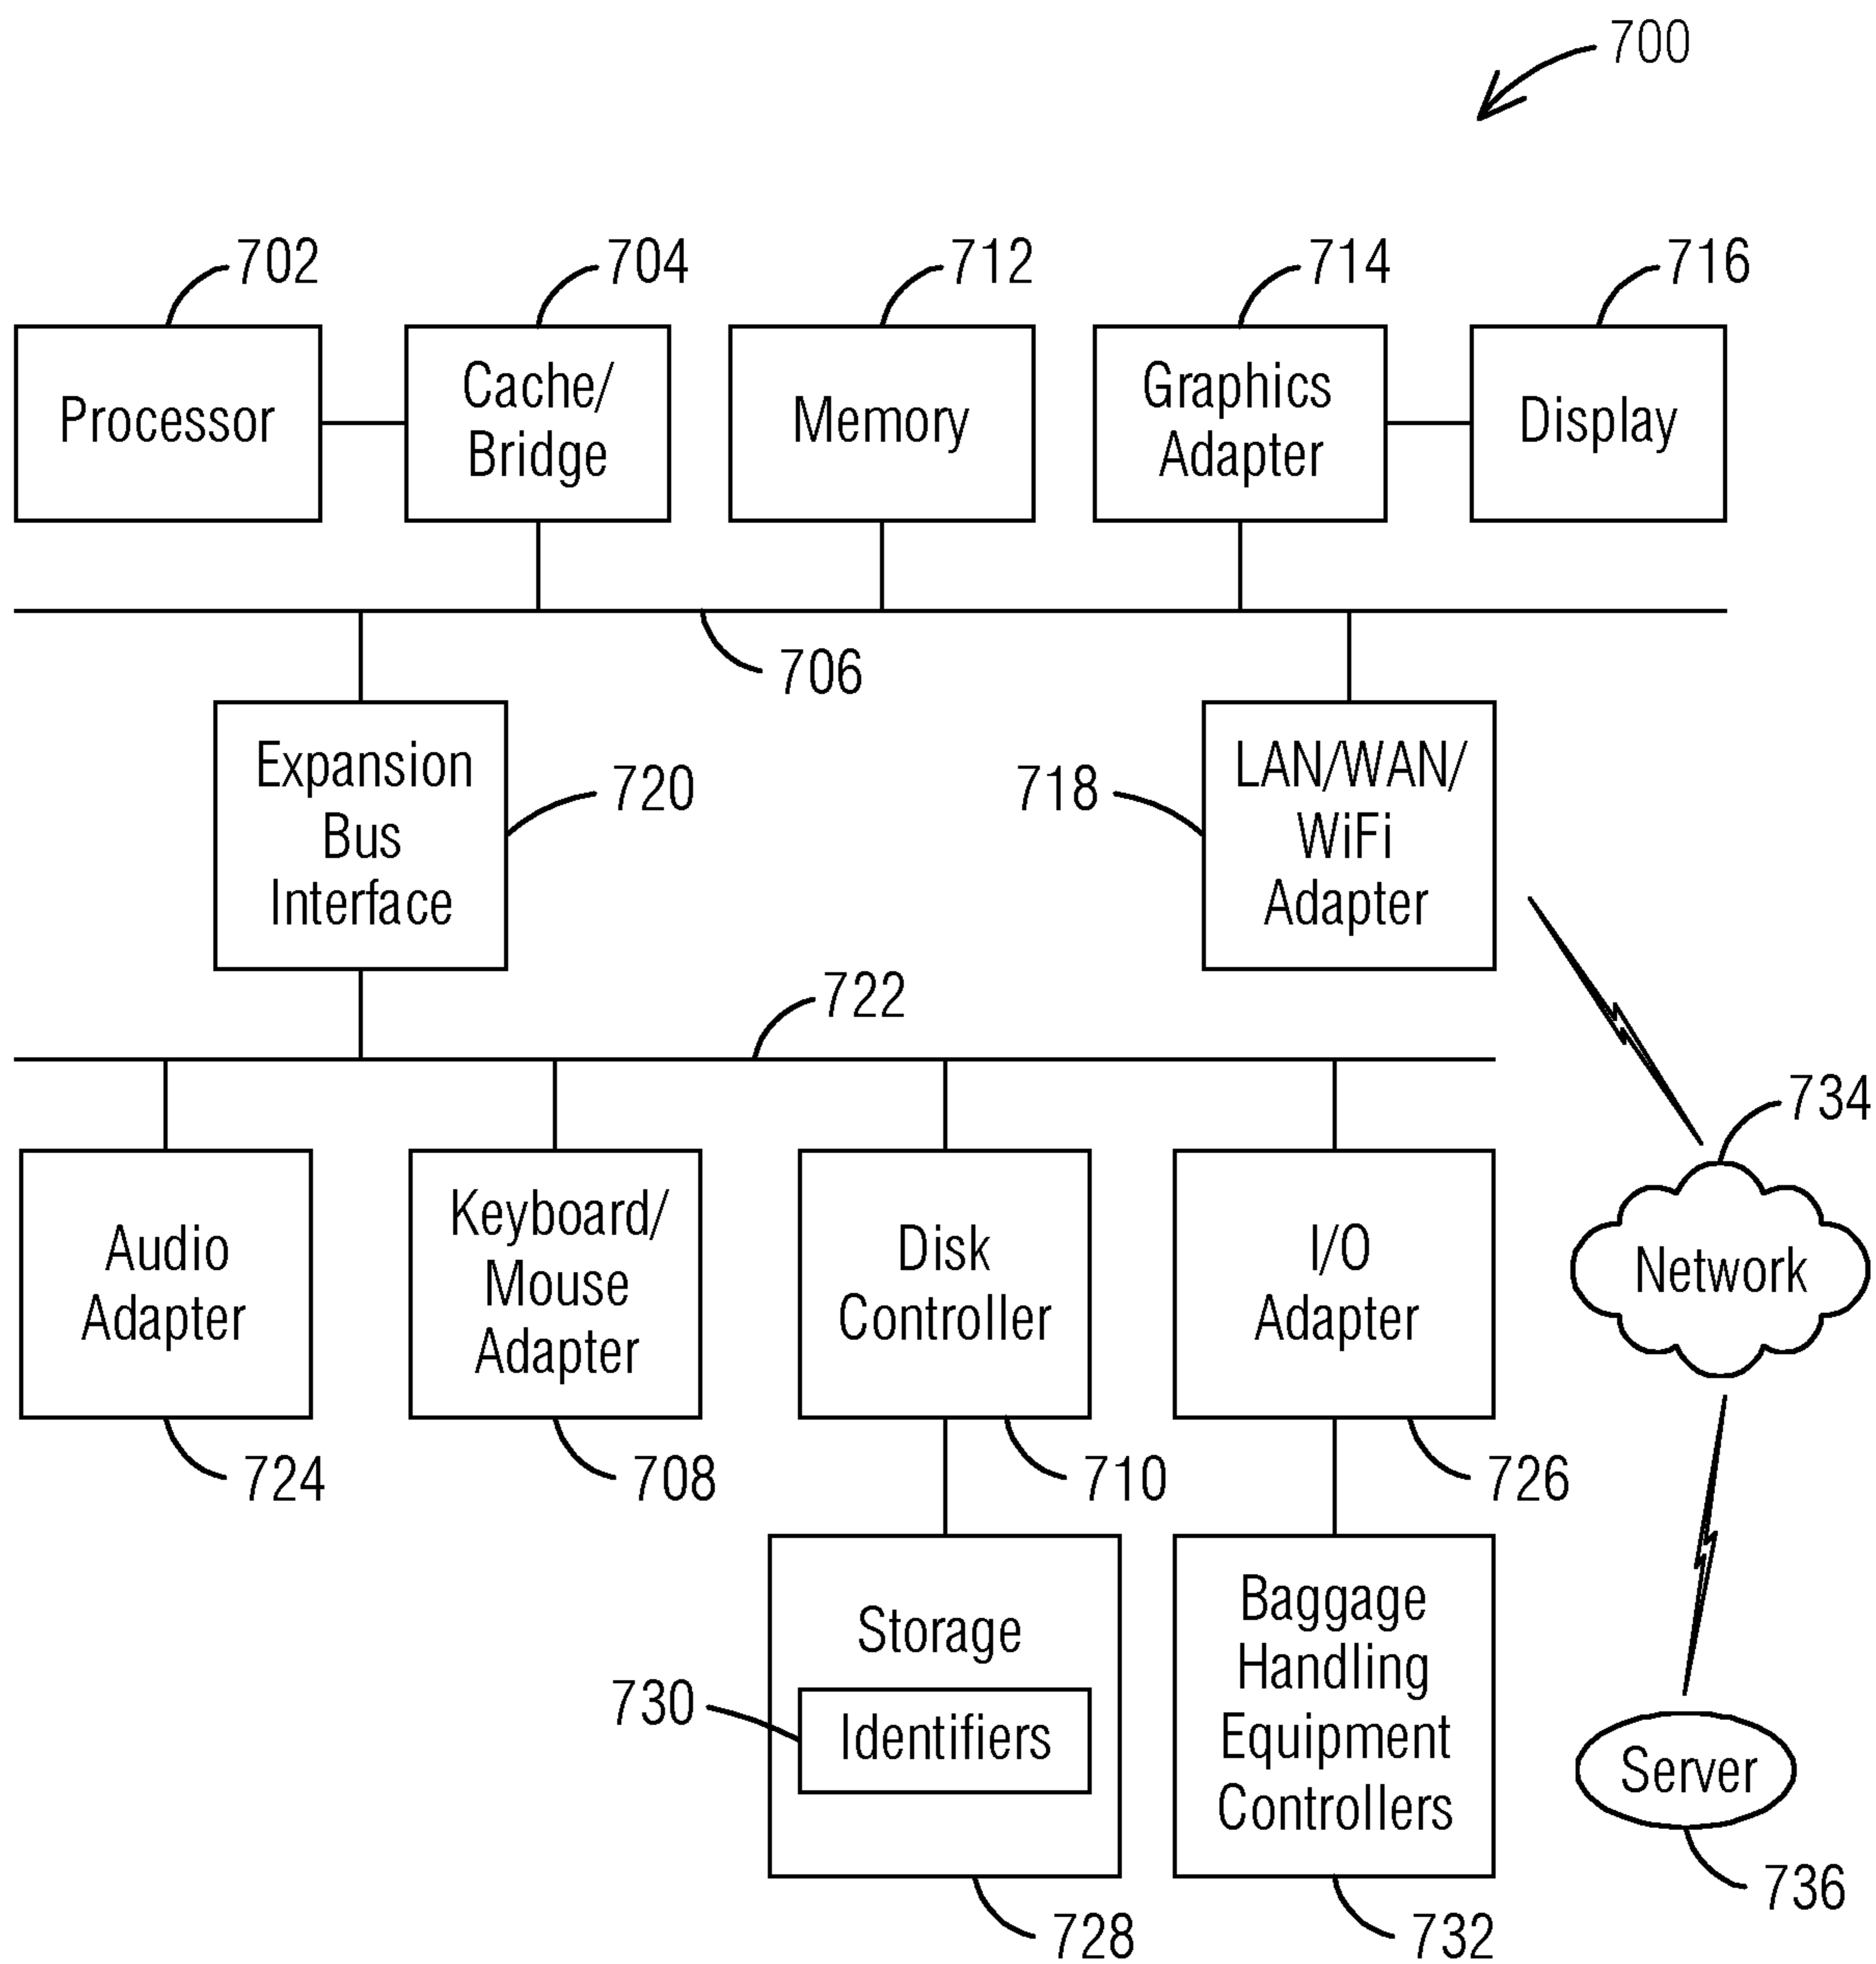 700
702
704
712
714
716
Processor
Cache/
Bridge
Memory
Graphics
Adapter
Display
706
Expansion
Bus
Interface
720
718
LAN/WAN/
WiFi
Adapter
722
734
Audio
Adapter
Keyboard/
Mouse
Adapter
Disk
Controller
I/O
Adapter
Network
724
708
710
726
Storage
730
Identifiers
Baggage
Handling
Equipment
Controllers
Server
736
728
732